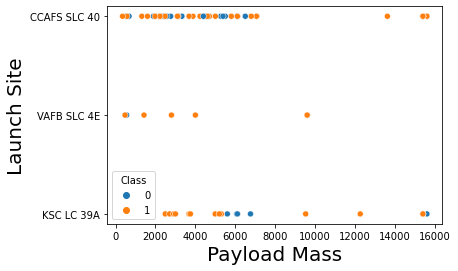 CCAFS SLC 40
VAFB SLC 4E
KSC LC 39A
Launch Site
Class
0
1
0 2000 4000 6000 8000 10000 12000 14000 16000
Payload Mass